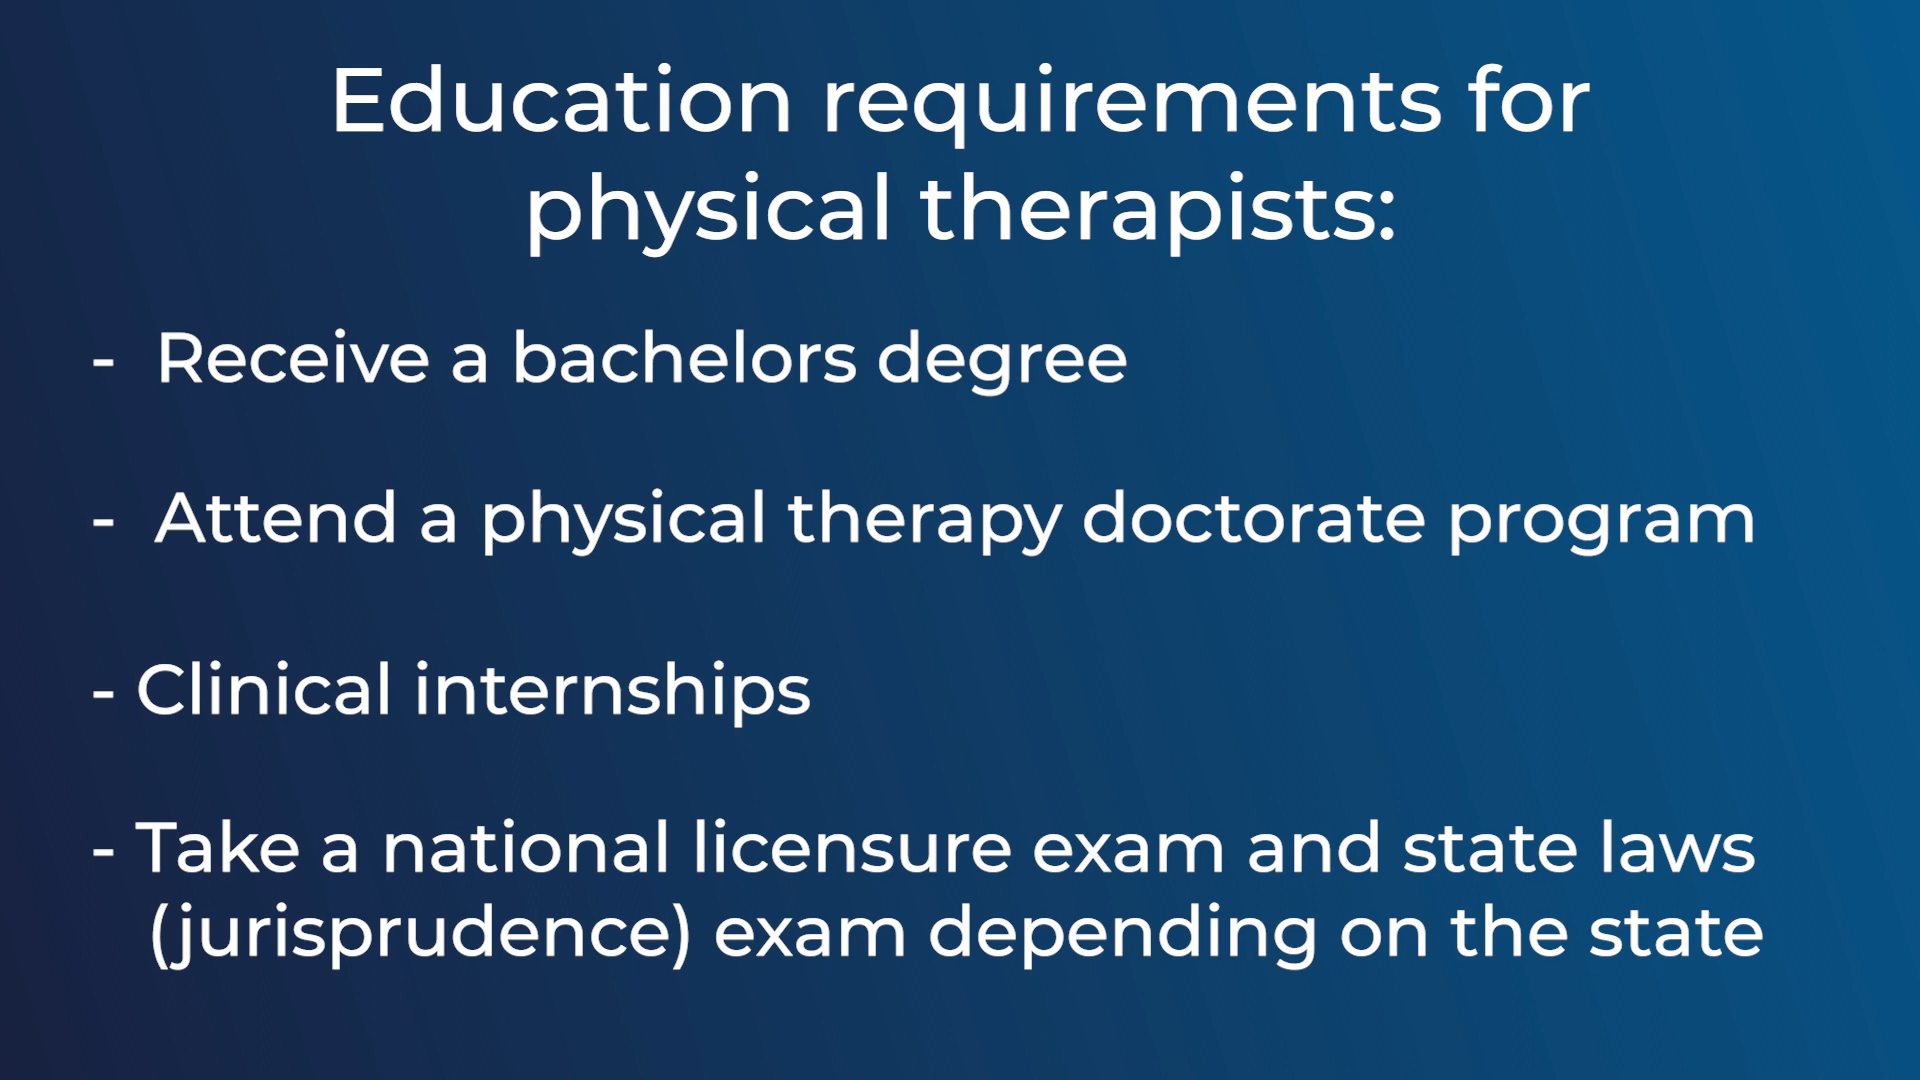 Education requirements for
physical therapists:
- Receive a bachelors degree
- Attend a physical therapy doctorate program
- Clinical internships
- Take a national licensure exam and state laws
(jurisprudence) exam depending on the state